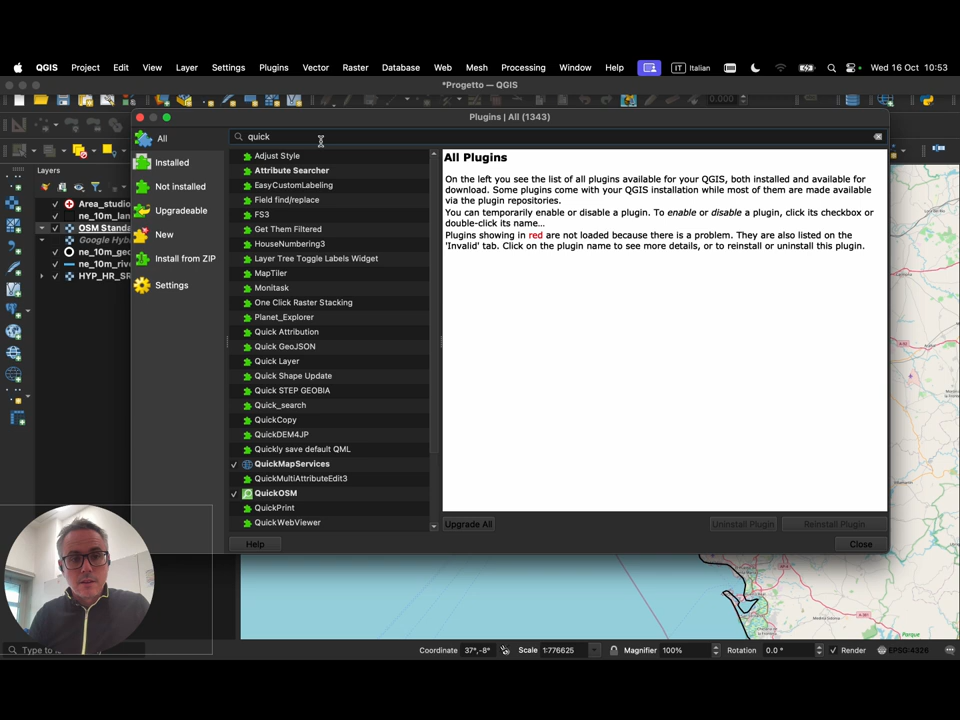 QGIS Project Edit View Layer Settings Plugins Vector Raster Database Web Mesh Processing Window Help IT Italian Wed 16 Oct 10:53
*Progetto — QGIS
0.000
Plugins | All (1343)
All
Installed
Not installed
Upgradeable
New
Install from ZIP
Settings
quick
Layers
Area_studio
ne_10m_lan
OSM Standa
Google Hyb
ne_10m_geo
ne_10m_rive
HYP_HR_SR
Adjust Style
Attribute Searcher
EasyCustomLabeling
Field find/replace
FS3
Get Them Filtered
HouseNumbering3
Layer Tree Toggle Labels Widget
MapTiler
Monitask
One Click Raster Stacking
Planet_Explorer
Quick Attribution
Quick GeoJSON
Quick Layer
Quick Shape Update
Quick STEP GEOBIA
Quick_search
QuickCopy
QuickDEM4JP
Quickly save default QML
QuickMapServices
QuickMultiAttributeEdit3
QuickOSM
QuickPrint
QuickWebViewer
All Plugins
On the left you see the list of all plugins available for your QGIS, both installed and available for
download. Some plugins come with your QGIS installation while most of them are made available
via the plugin repositories.
You can temporarily enable or disable a plugin. To enable or disable a plugin, click its checkbox or
double-click its name...
Plugins showing in red are not loaded because there is a problem. They are also listed on the
'Invalid' tab. Click on the plugin name to see more details, or to reinstall or uninstall this plugin.
Upgrade All Uninstall Plugin Reinstall Plugin
Help Close
Parque
Type to
Coordinate 37°,-8° Scale 1:776625 Magnifier 100% Rotation 0.0 ° Render EPSG:4326